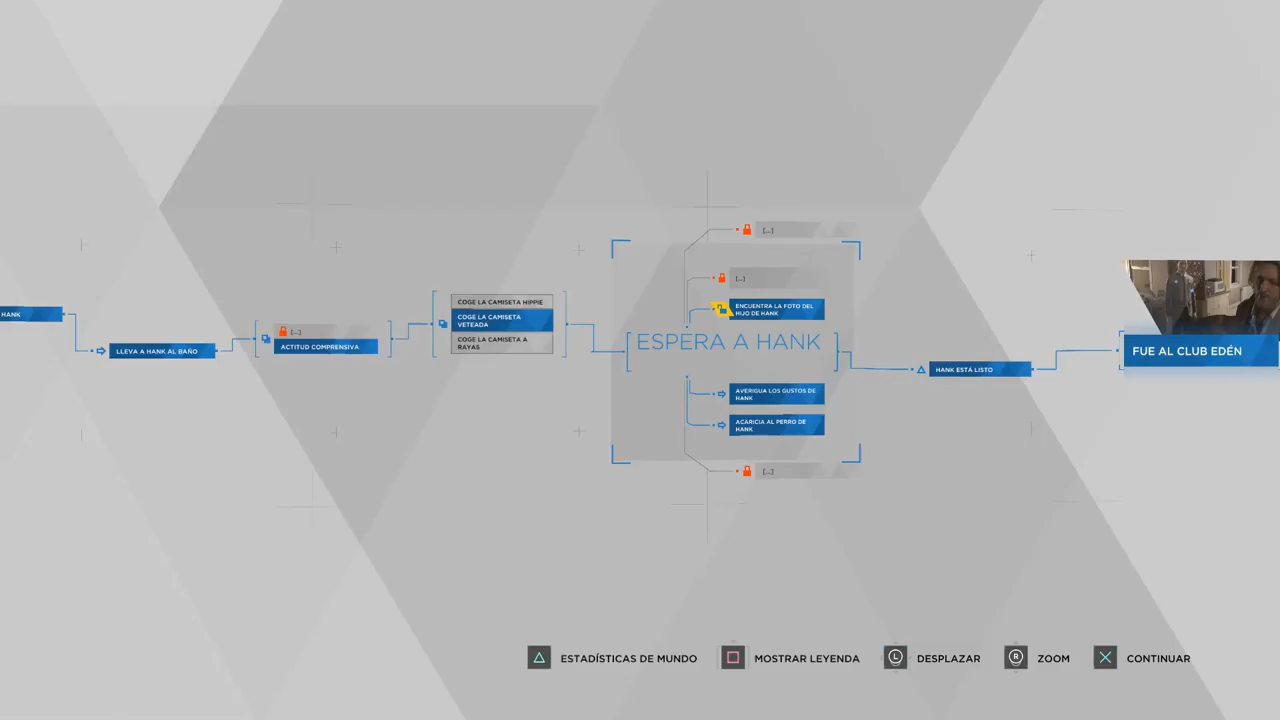 HANK
LLEVA A HANK AL BAÑO
[...]
ACTITUD COMPRENSIVA
COGE LA CAMISETA HIPPIE
COGE LA CAMISETA
VETEADA
COGE LA CAMISETA A
RAYAS
[...]
[...]
ENCUENTRA LA FOTO DEL
HIJO DE HANK
ESPERA A HANK
AVERIGUA LOS GUSTOS DE
HANK
ACARICIA AL PERRO DE
HANK
[...]
HANK ESTÁ LISTO
FUE AL CLUB EDÉN
ESTADÍSTICAS DE MUNDO
MOSTRAR LEYENDA
L
DESPLAZAR
R
ZOOM
CONTINUAR